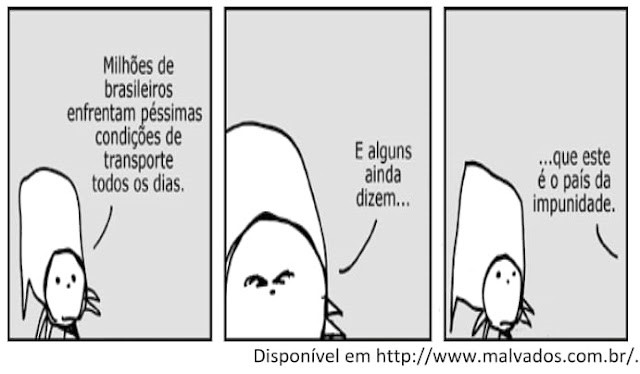 Milhões de
brasileiros
enfrentam péssimas
condições de
transporte
todos os dias.
E alguns
ainda
dizem...
...que este
é o país da
impunidade.
Disponível em http://www.malvados.com.br/.